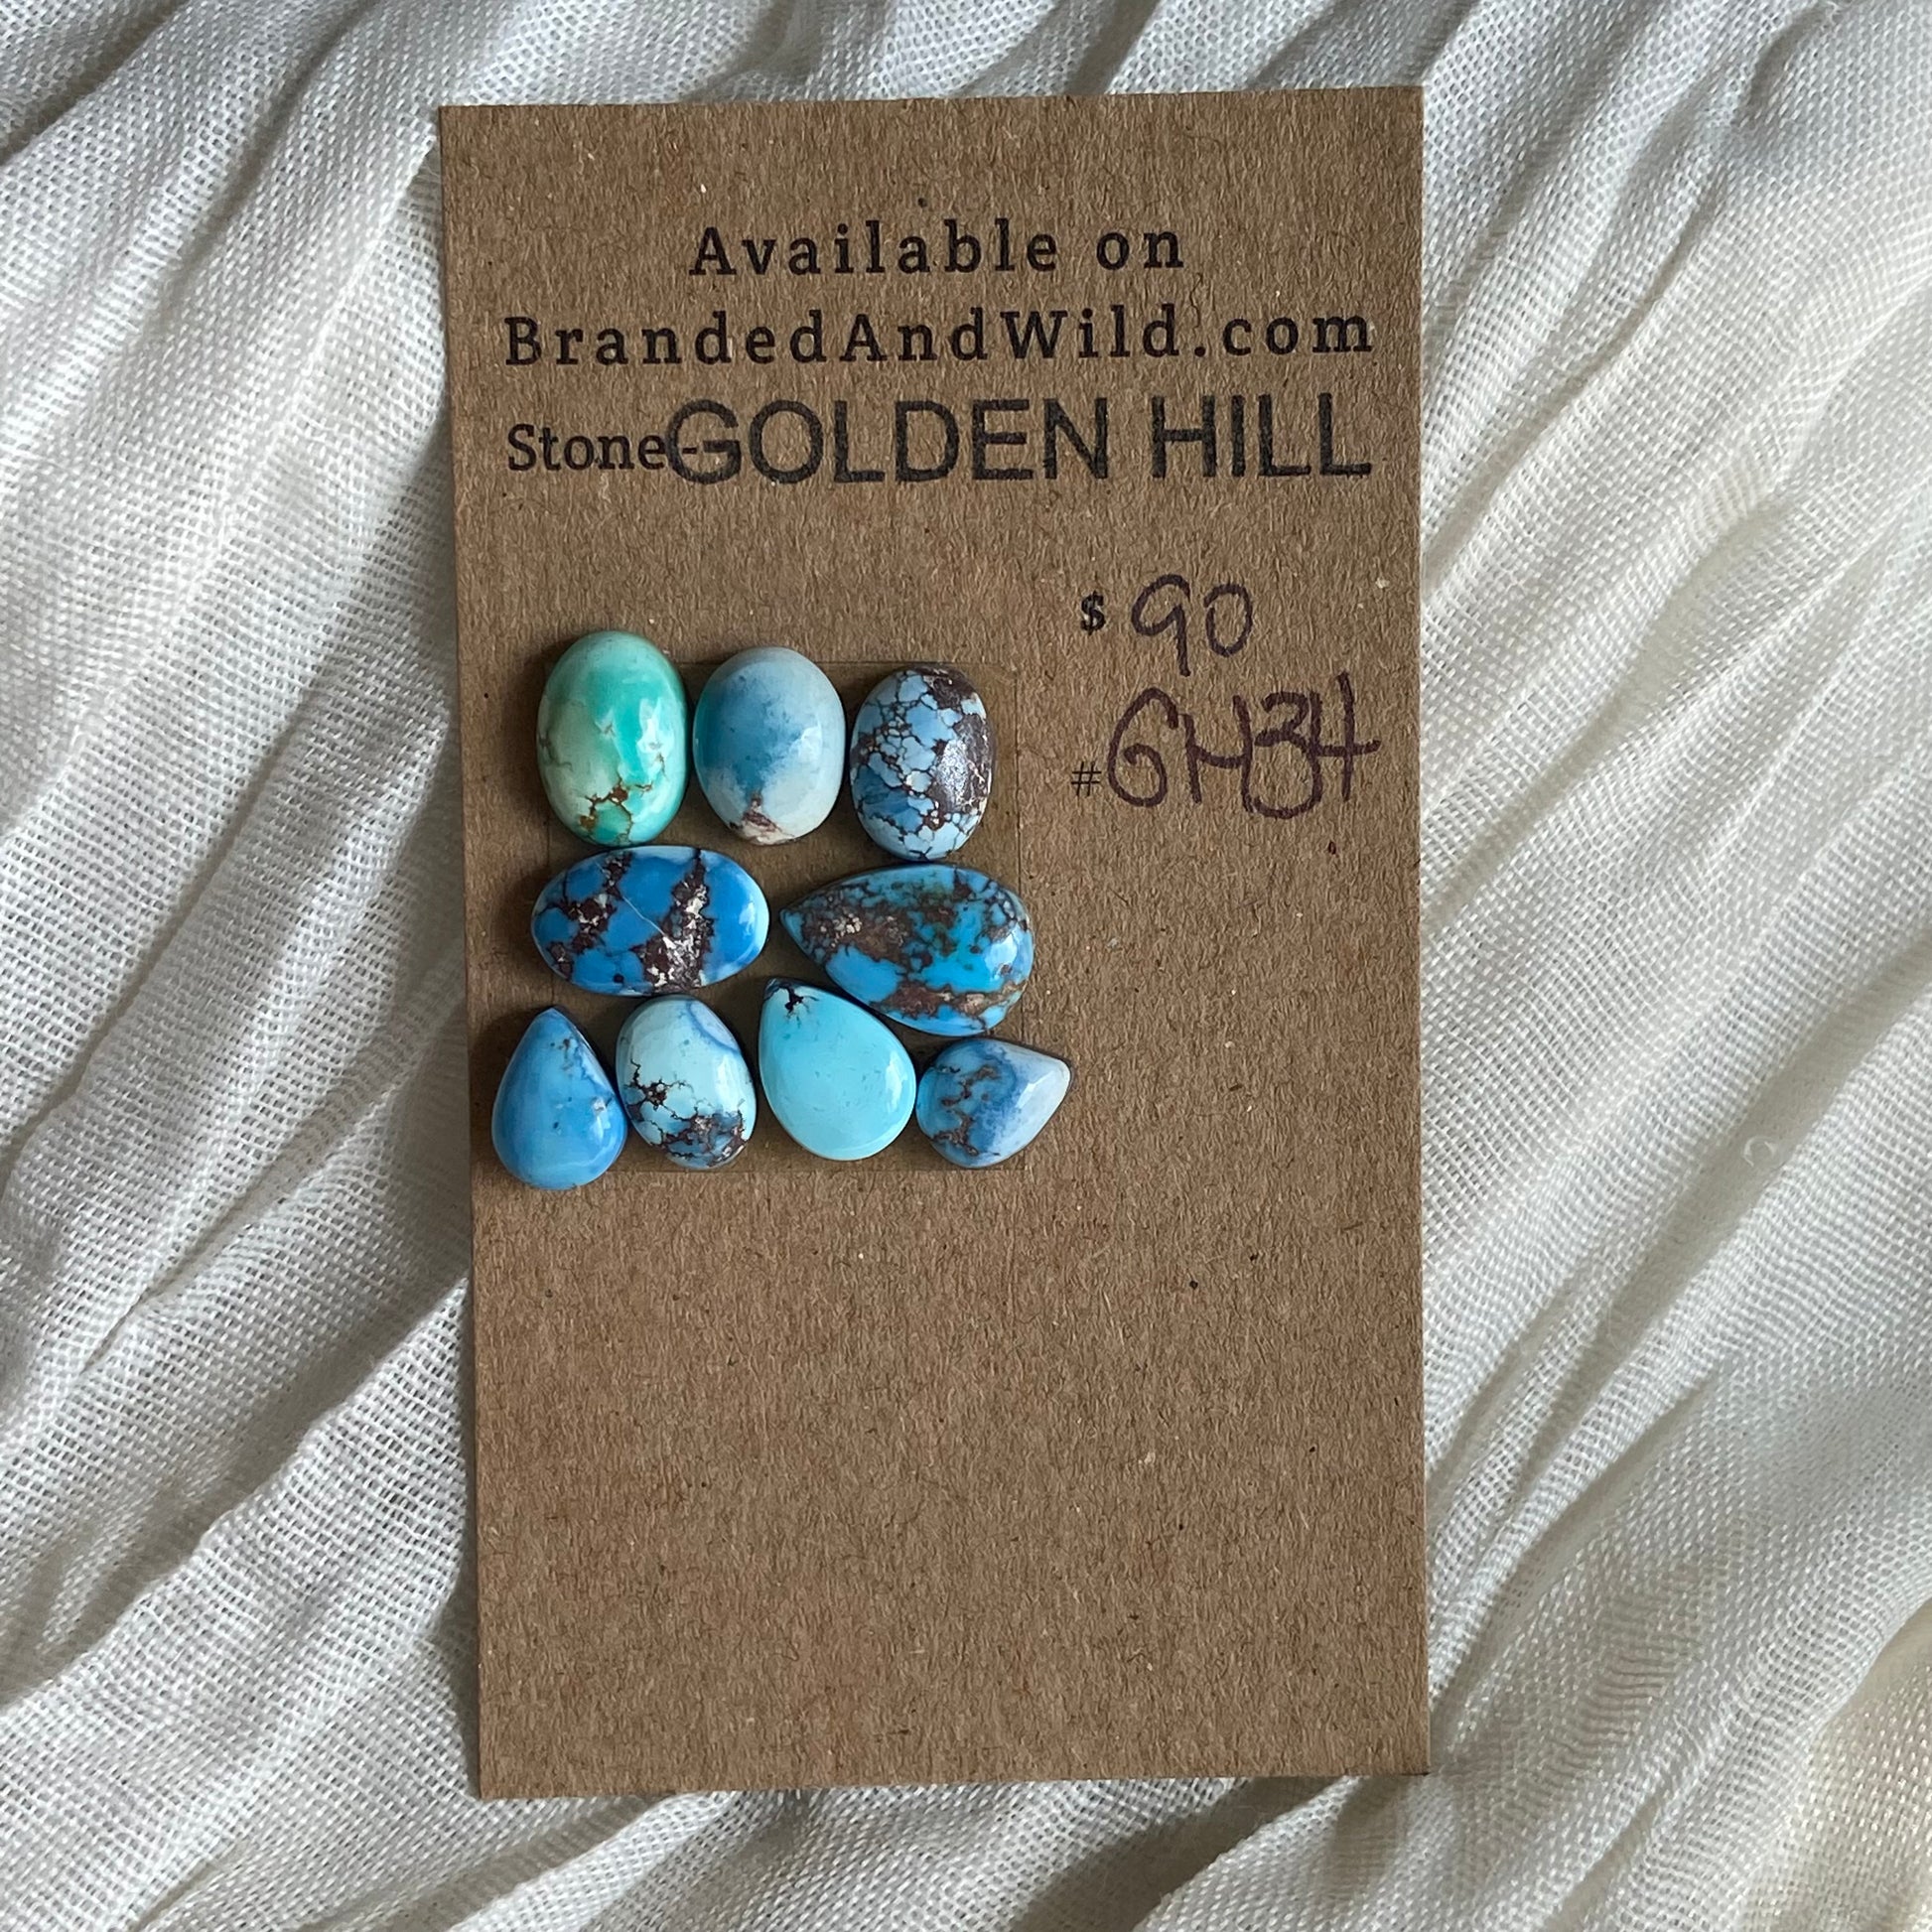 Available on
BrandedAndWild.com
Stone-GOLDEN HILL
$ 90
#GH34